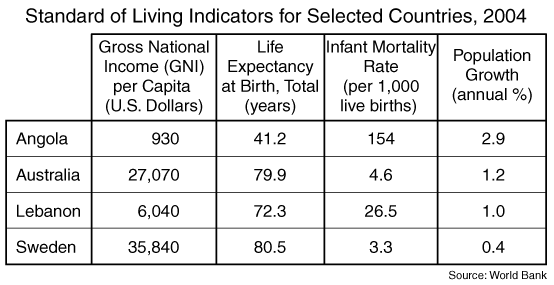 Standard of Living Indicators for Selected Countries, 2004
Gross National Income (GNI) per Capita (U.S. Dollars) Life Expectancy at Birth, Total (years) Infant Mortality Rate (per 1,000 live births) Population Growth (annual %)
Angola 930 41.2 154 2.9
Australia 27,070 79.9 4.6 1.2
Lebanon 6,040 72.3 26.5 1.0
Sweden 35,840 80.5 3.3 0.4
Source: World Bank